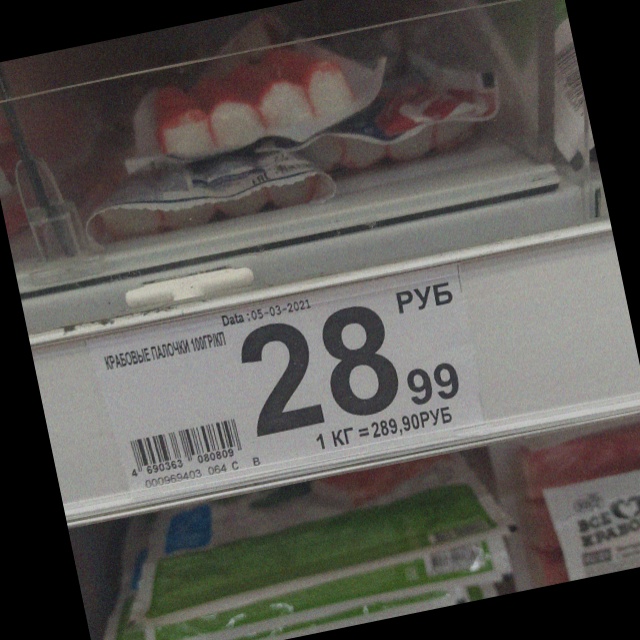 Data : 05-03-2021
РУБ
КРАБОВЫЕ ПАЛОЧКИ 100ГР/КП
28 99
1 КГ = 289,90РУБ
4 690363 080809
000969403 064 С В
ВСЕ